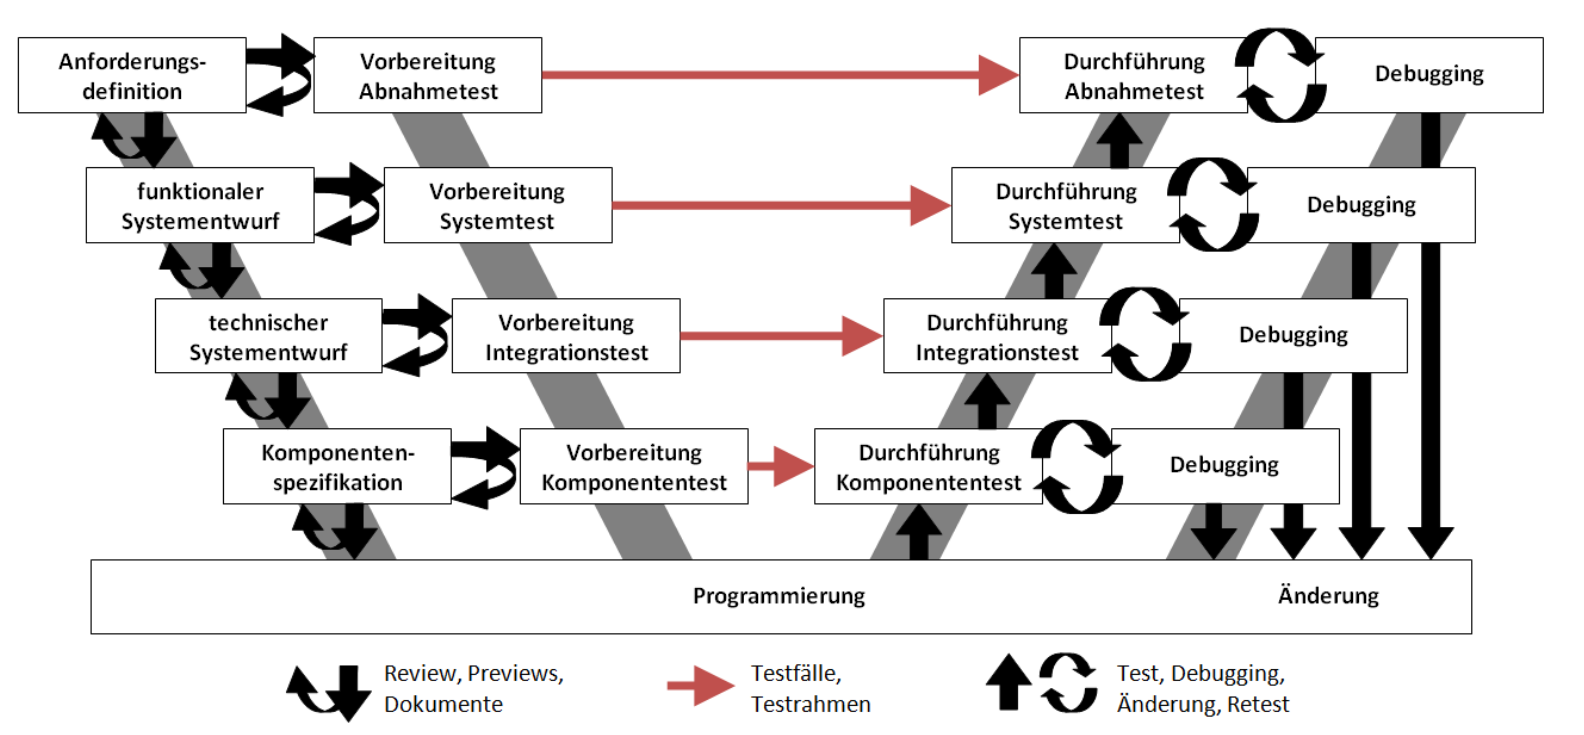 Anforderungs-
definition
Vorbereitung
Abnahmetest
Durchführung
Abnahmetest
Debugging
funktionaler
Systementwurf
Vorbereitung
Systemtest
Durchführung
Systemtest
Debugging
technischer
Systementwurf
Vorbereitung
Integrationstest
Durchführung
Integrationstest
Debugging
Komponenten-
spezifikation
Vorbereitung
Komponententest
Durchführung
Komponententest
Debugging
Programmierung
Änderung
Review, Previews,
Dokumente
Testfälle,
Testrahmen
Test, Debugging,
Änderung, Retest